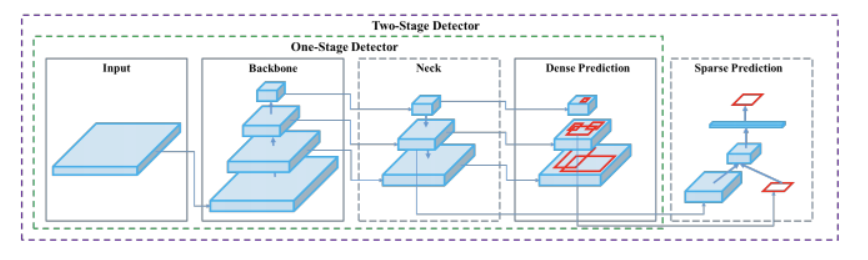 Two-Stage Detector
One-Stage Detector
Input
Backbone
Neck
Dense Prediction
Sparse Prediction